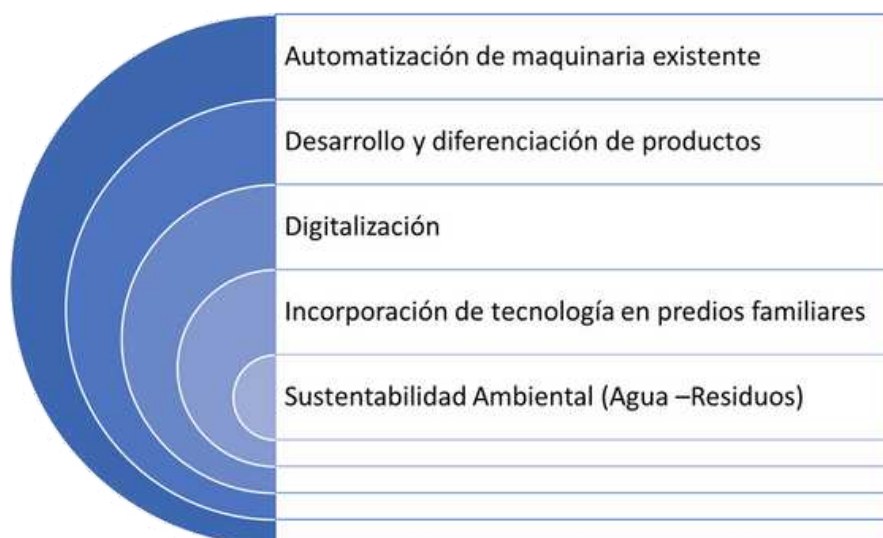 Automatización de maquinaria existente
Desarrollo y diferenciación de productos
Digitalización
Incorporación de tecnología en predios familiares
Sustentabilidad Ambiental (Agua –Residuos)